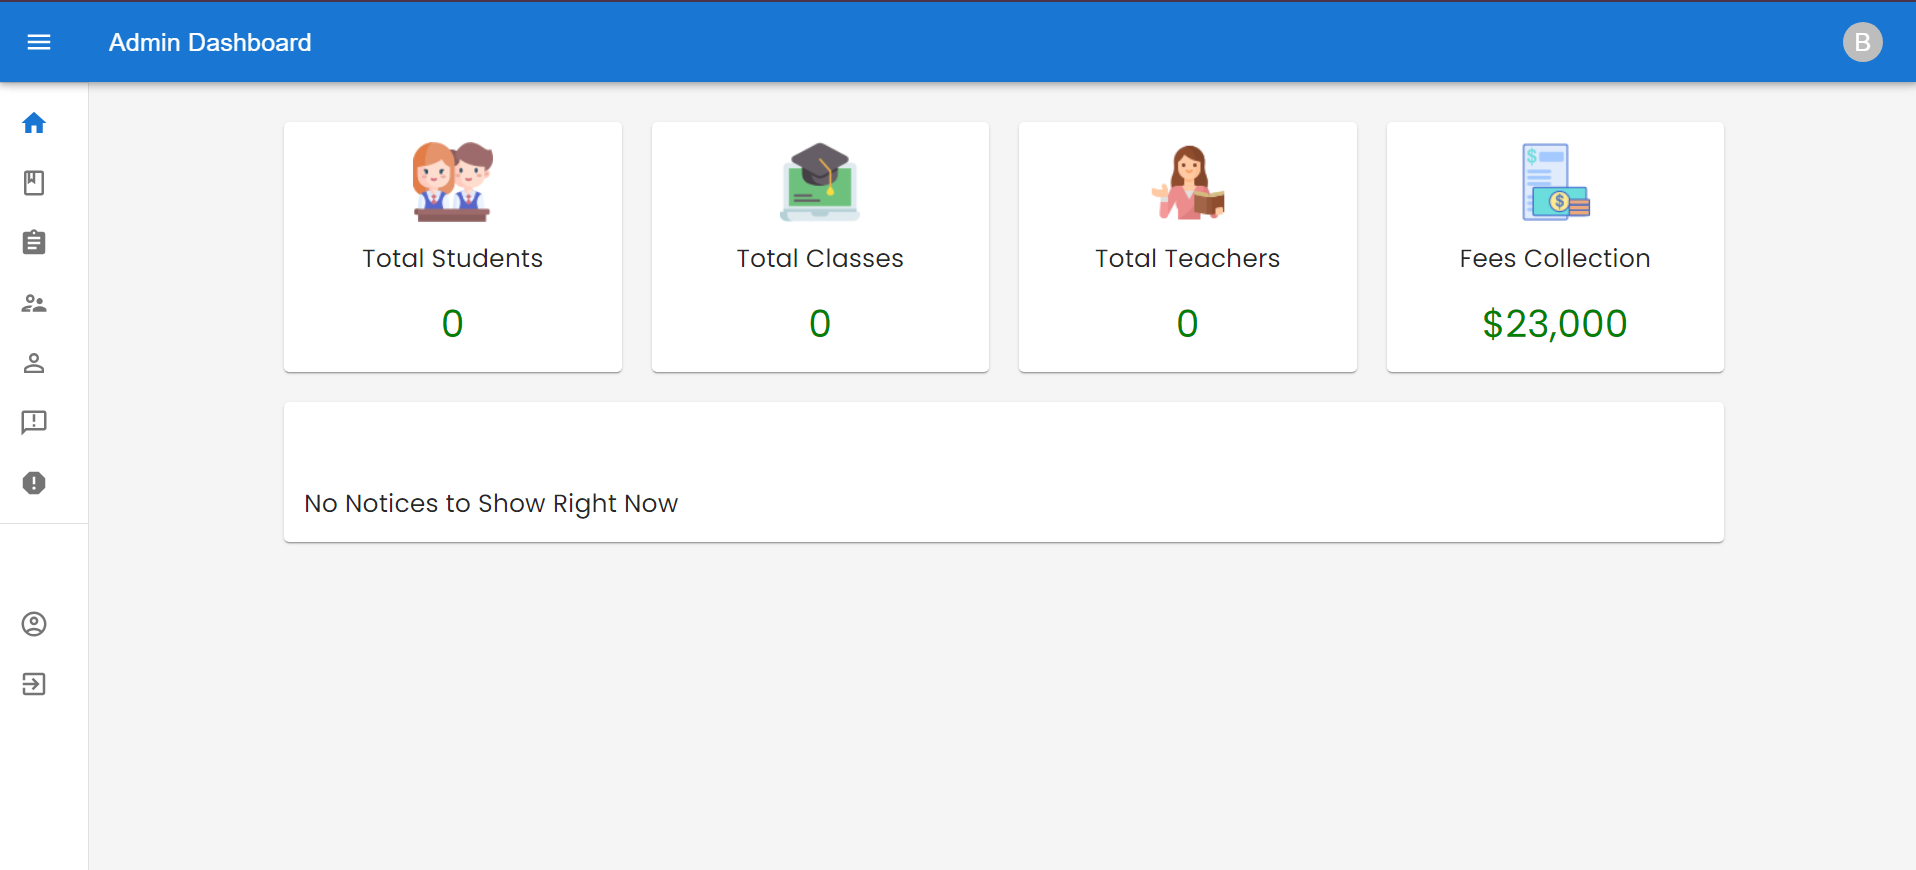 Admin Dashboard
B
Total Students
0
Total Classes
0
Total Teachers
0
Fees Collection
$23,000
No Notices to Show Right Now